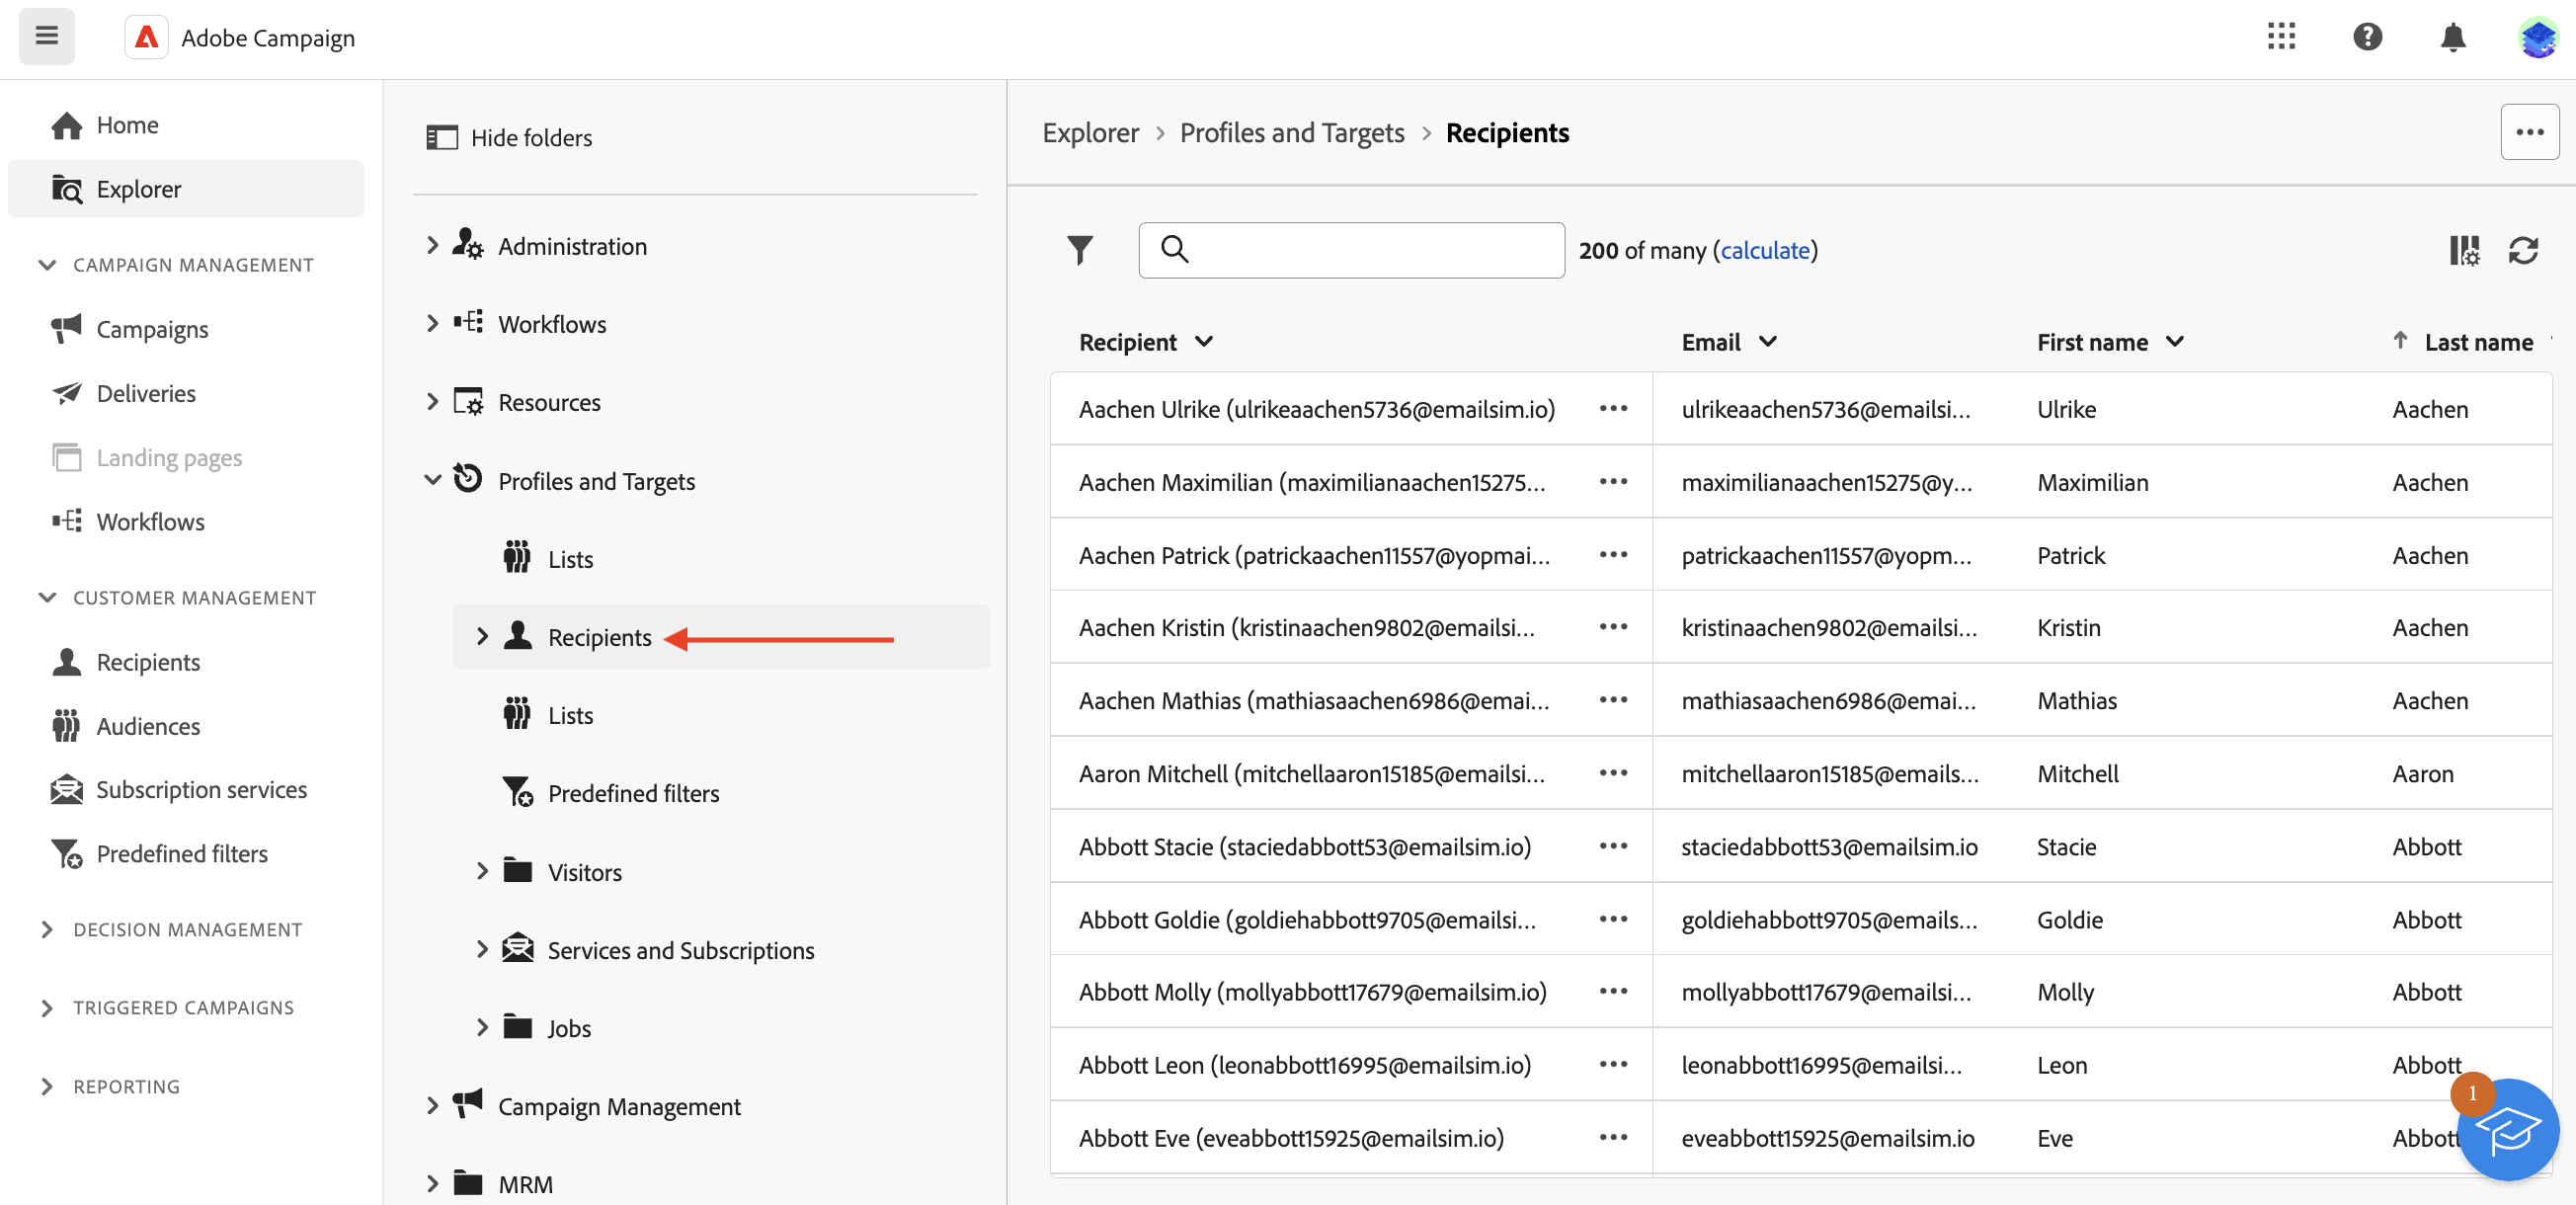 Adobe Campaign
Home
Explorer
CAMPAIGN MANAGEMENT
Campaigns
Deliveries
Landing pages
Workflows
CUSTOMER MANAGEMENT
Recipients
Audiences
Subscription services
Predefined filters
DECISION MANAGEMENT
TRIGGERED CAMPAIGNS
REPORTING
Hide folders
Administration
Workflows
Resources
Profiles and Targets
Lists
Recipients
Lists
Predefined filters
Visitors
Services and Subscriptions
Jobs
Campaign Management
MRM
Explorer > Profiles and Targets > Recipients
200 of many (calculate)
Recipient Email First name Last name
Aachen Ulrike (ulrikeaachen5736@emailsim.io) ulrikeaachen5736@emailsi... Ulrike Aachen
Aachen Maximilian (maximilianaachen15275... maximilianaachen15275@y... Maximilian Aachen
Aachen Patrick (patrickaachen11557@yopmai... patrickaachen11557@yopm... Patrick Aachen
Aachen Kristin (kristinaachen9802@emailsi... kristinaachen9802@emailsi... Kristin Aachen
Aachen Mathias (mathiasaachen6986@emai... mathiasaachen6986@emai... Mathias Aachen
Aaron Mitchell (mitchellaaron15185@emailsi... mitchellaaron15185@emails... Mitchell Aaron
Abbott Stacie (staciedabbott53@emailsim.io) staciedabbott53@emailsim.io Stacie Abbott
Abbott Goldie (goldiehabbott9705@emailsi... goldiehabbott9705@emails... Goldie Abbott
Abbott Molly (mollyabbott17679@emailsim.io) mollyabbott17679@emailsi... Molly Abbott
Abbott Leon (leonabbott16995@emailsim.io) leonabbott16995@emailsi... Leon Abbott
Abbott Eve (eveabbott15925@emailsim.io) eveabbott15925@emailsim.io Eve Abbott
1